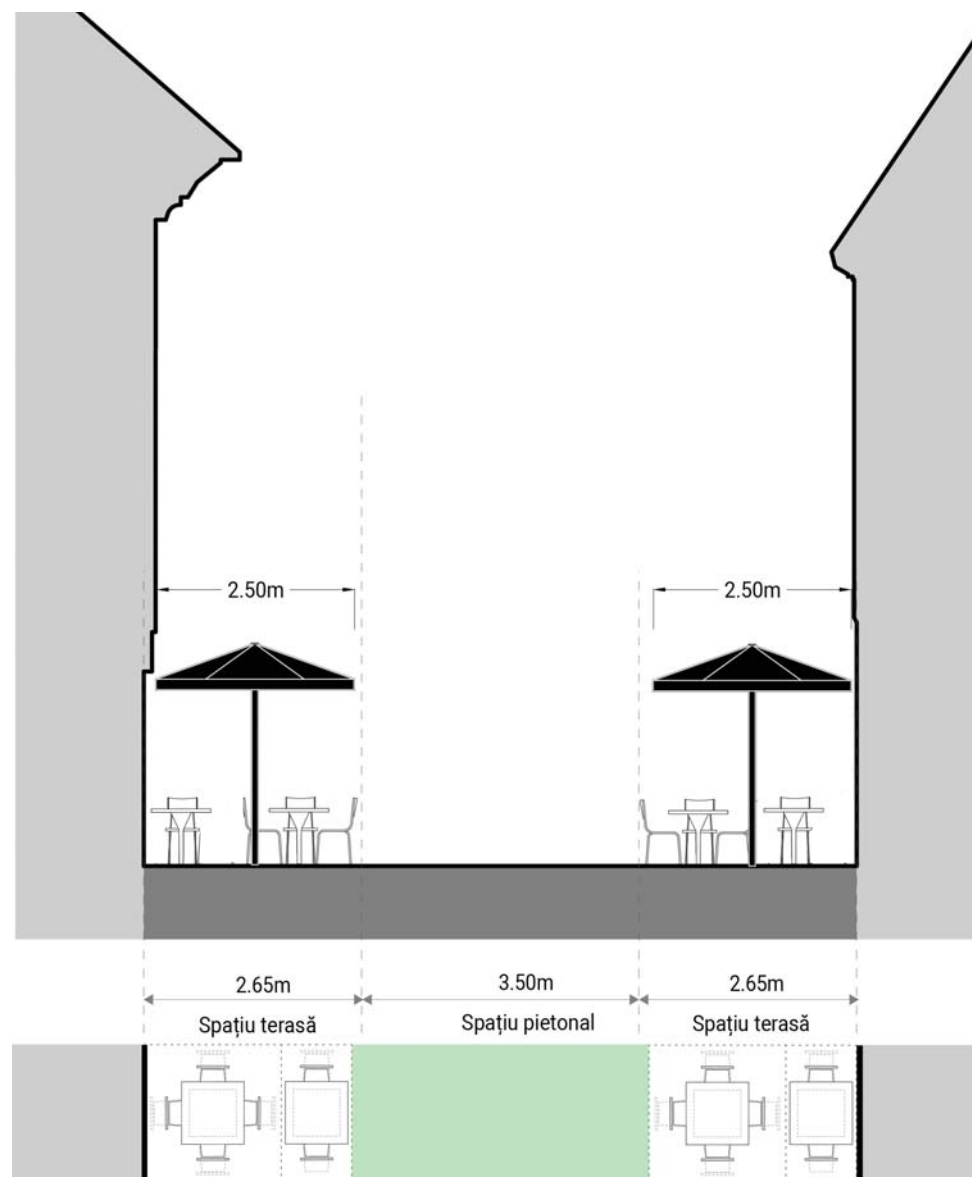 2.50m
2.50m
2.65m
3.50m
2.65m
Spațiu terasă
Spațiu pietonal
Spațiu terasă